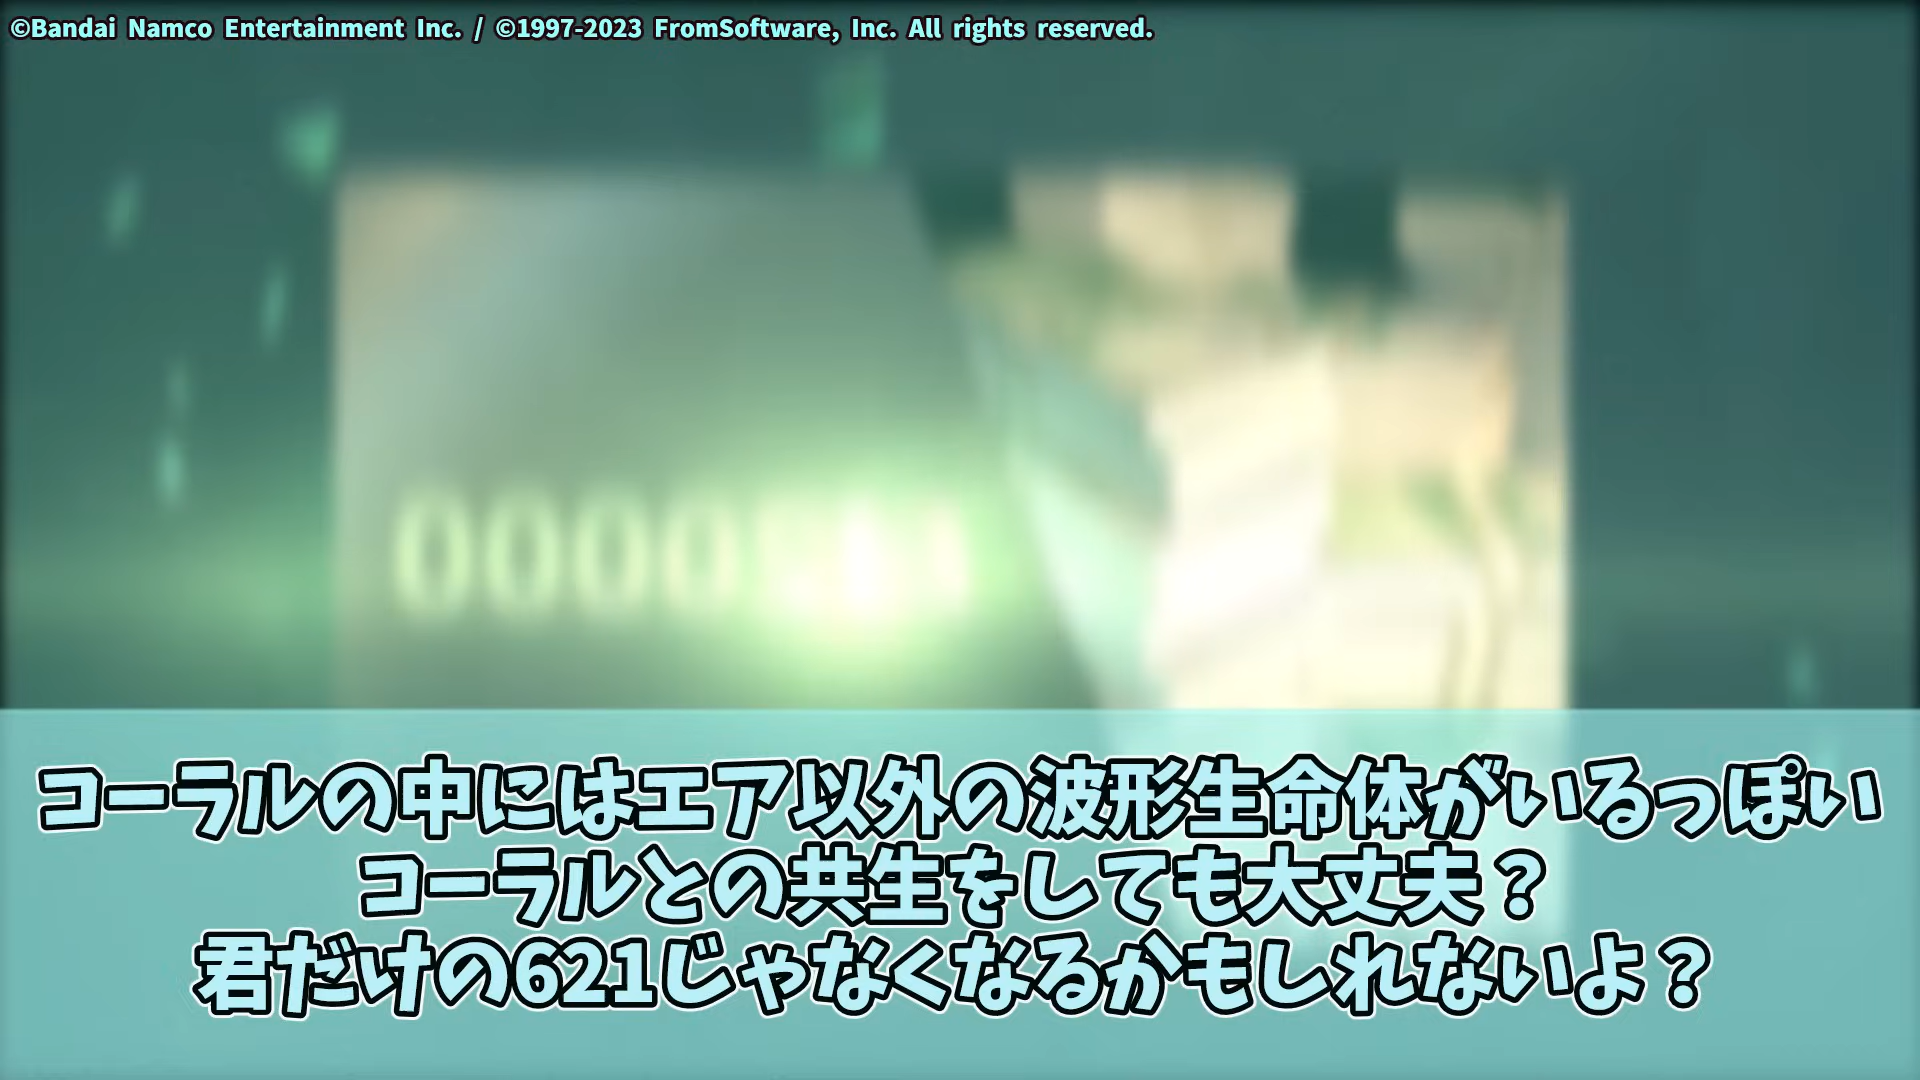 ©Bandai Namco Entertainment Inc. / ©1997-2023 FromSoftware, Inc. All rights reserved.
コーラルの中にはエア以外の波形生命体がいるっぽい
コーラルとの共生をしても大丈夫？
君だけの621じゃなくなるかもしれないよ？